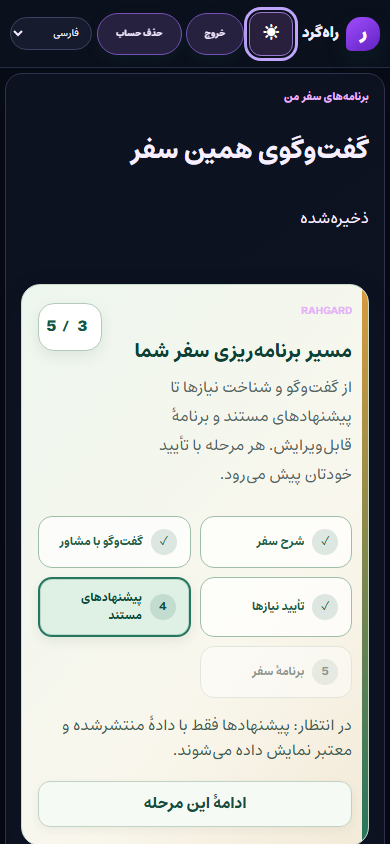 ر
راه‌گرد
خروج
حذف حساب
فارسی
برنامه‌های سفر من
گفت‌وگوی همین سفر
ذخیره‌شده
RAHGARD
5 / 3
مسیر برنامه‌ریزی سفر شما
از گفت‌وگو و شناخت نیازها تا
پیشنهادهای مستند و برنامهٔ
قابل‌ویرایش. هر مرحله با تأیید
خودتان پیش می‌رود.
✓ شرح سفر
✓ گفت‌وگو با مشاور
✓ تأیید نیازها
4 پیشنهادهای
مستند
5 برنامهٔ سفر
در انتظار: پیشنهادها فقط با دادهٔ منتشرشده و
معتبر نمایش داده می‌شوند.
ادامهٔ این مرحله